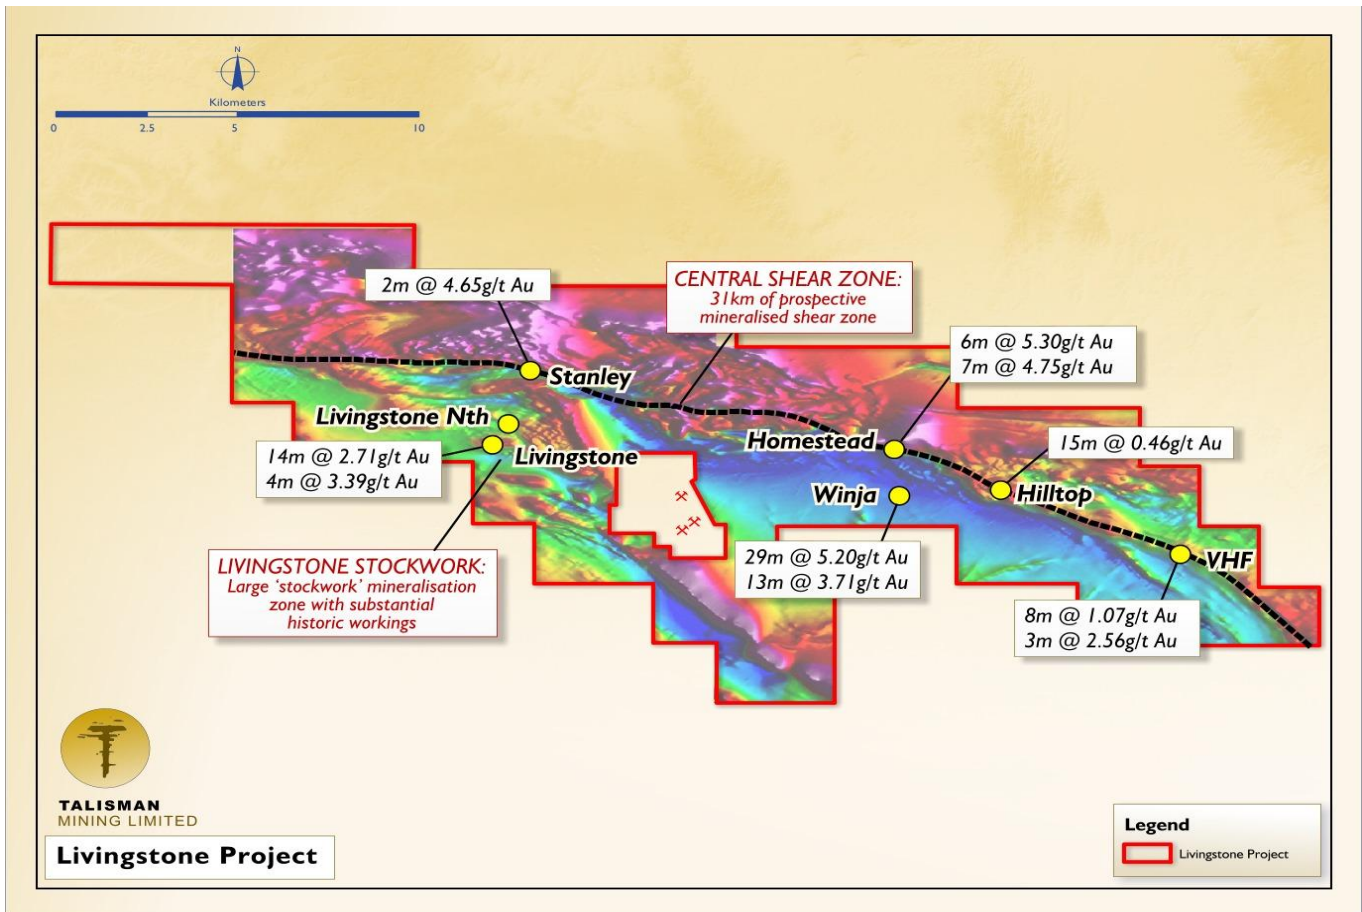 N
Kilometers
0 2.5 5 10
2m @ 4.65g/t Au
CENTRAL SHEAR ZONE:
31km of prospective
mineralised shear zone
6m @ 5.30g/t Au
7m @ 4.75g/t Au
Stanley
Livingstone Nth
14m @ 2.71g/t Au
4m @ 3.39g/t Au
Livingstone
Homestead
15m @ 0.46g/t Au
Winja
Hilltop
29m @ 5.20g/t Au
13m @ 3.71g/t Au
VHF
LIVINGSTONE STOCKWORK:
Large ‘stockwork’ mineralisation
zone with substantial
historic workings
8m @ 1.07g/t Au
3m @ 2.56g/t Au
TALISMAN
MINING LIMITED
Livingstone Project
Legend
Livingstone Project